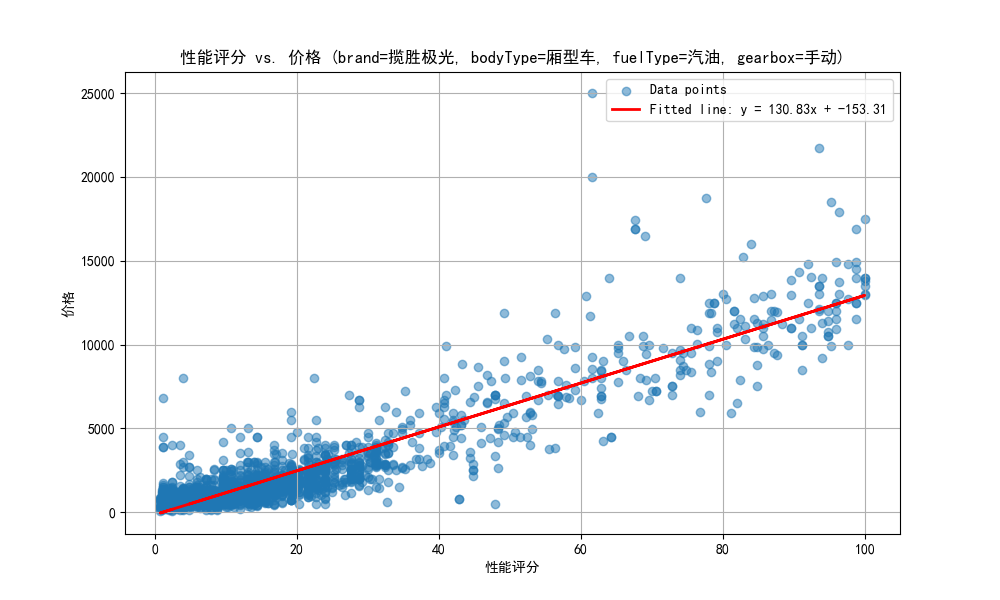 性能评分 vs. 价格 (brand=揽胜极光, bodyType=厢型车, fuelType=汽油, gearbox=手动)
Data points
Fitted line: y = 130.83x + -153.31
25000
20000
15000
10000
5000
0
价格
0 20 40 60 80 100
性能评分